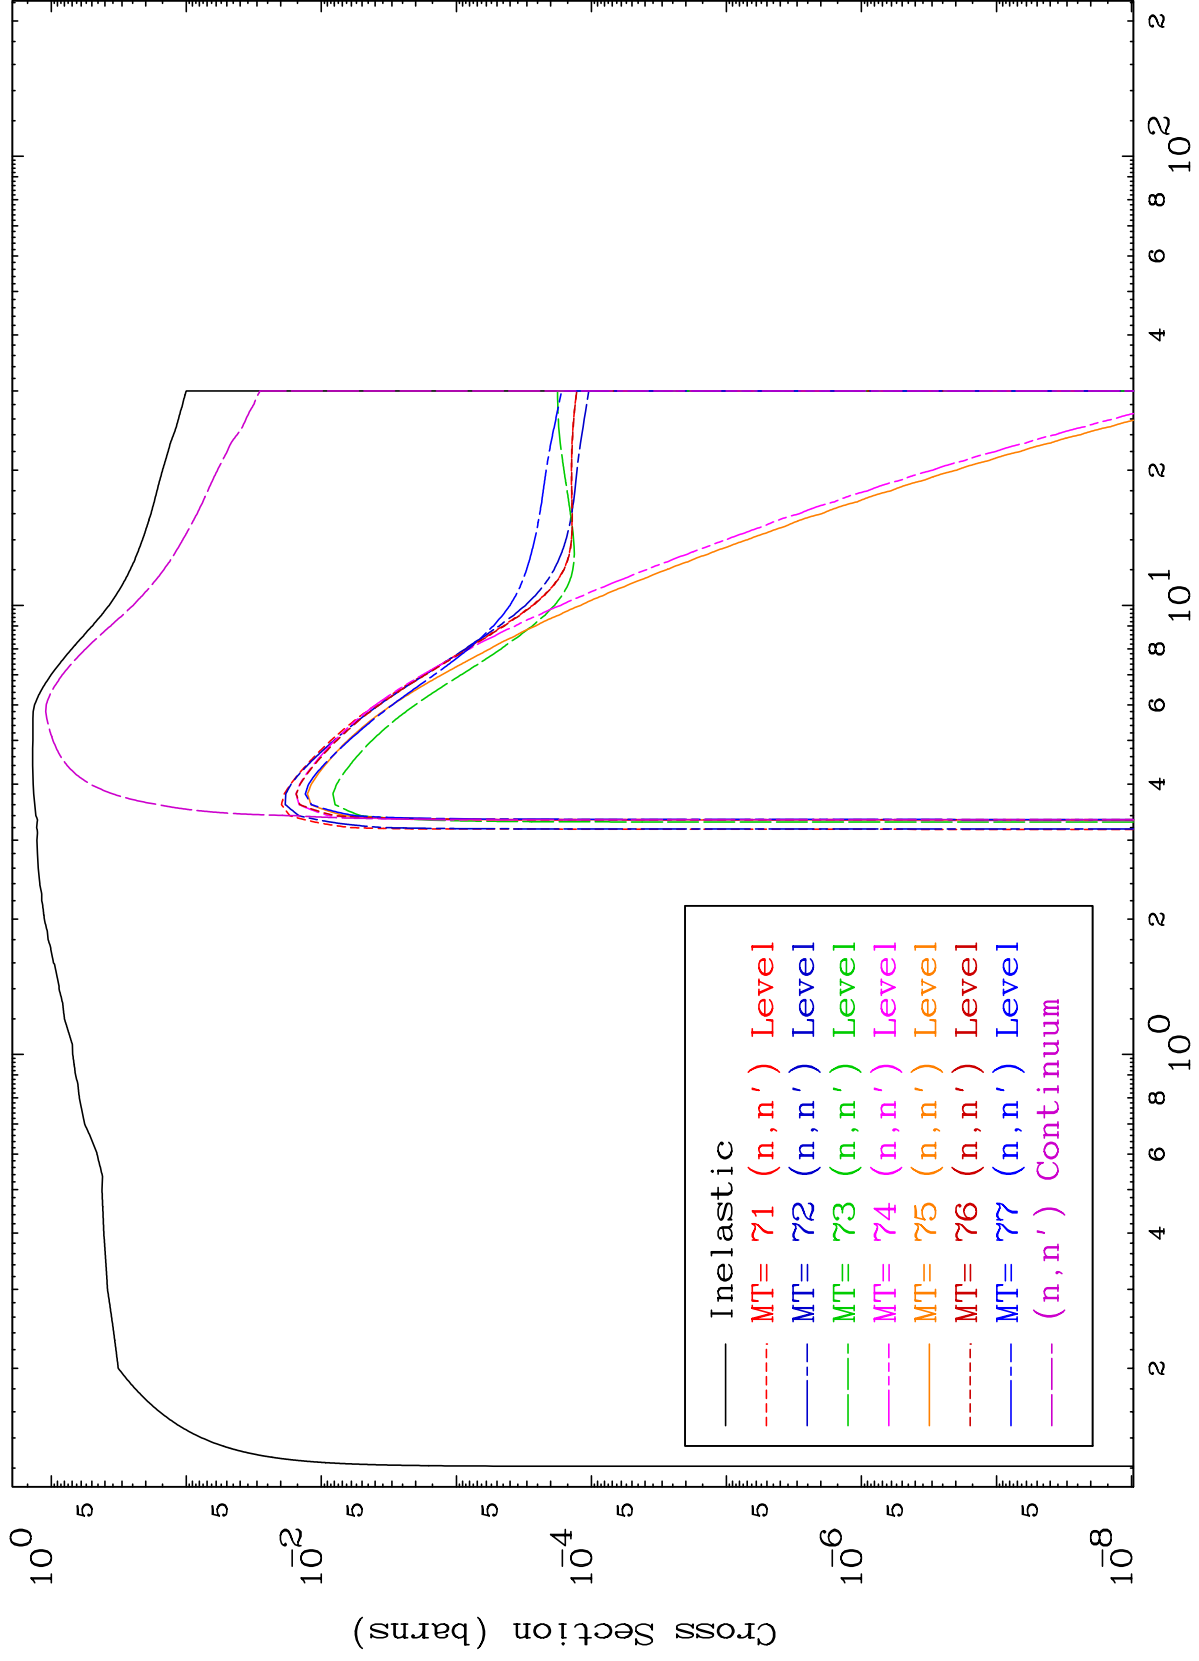 Cross Section (barns)
10^0
5
5
10^-2
5
5
10^-4
5
5
10^-6
5
5
10^-8
2
4
6
8
10^0
2
4
6
8
10^1
2
4
6
8
10^2
2
Inelastic
MT= 71 (n,n') Level
MT= 72 (n,n') Level
MT= 73 (n,n') Level
MT= 74 (n,n') Level
MT= 75 (n,n') Level
MT= 76 (n,n') Level
MT= 77 (n,n') Level
(n,n') Continuum